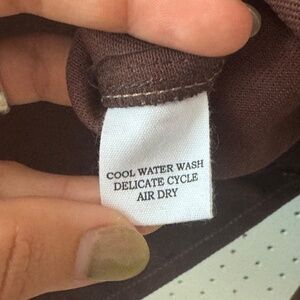 COOL WATER WASH
DELICATE CYCLE
AIR DRY